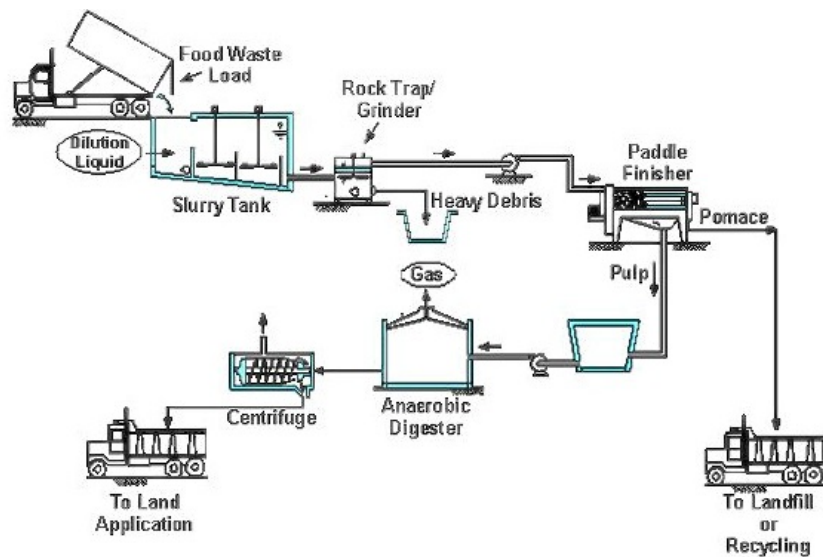 Food Waste
Load
Dilution
Liquid
Slurry Tank
Rock Trap/
Grinder
Heavy Debris
Paddle
Finisher
Pomace
Pulp
Gas
Anaerobic
Digester
Centrifuge
To Land
Application
To Landfill
or
Recycling